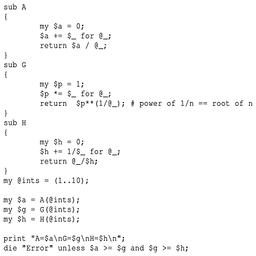 sub A
{
my $a = 0;
$a += $_ for @_;
return $a / @_;
}
sub G
{
my $p = 1;
$p *= $_ for @_;
return $p**(1/@_); # power of 1/n == root of n
}
sub H
{
my $h = 0;
$h += 1/$_ for @_;
return @_/$h;
}
my @ints = (1..10);
my $a = A(@ints);
my $g = G(@ints);
my $h = H(@ints);
print "A=$a\nG=$g\nH=$h\n";
die "Error" unless $a >= $g and $g >= $h;